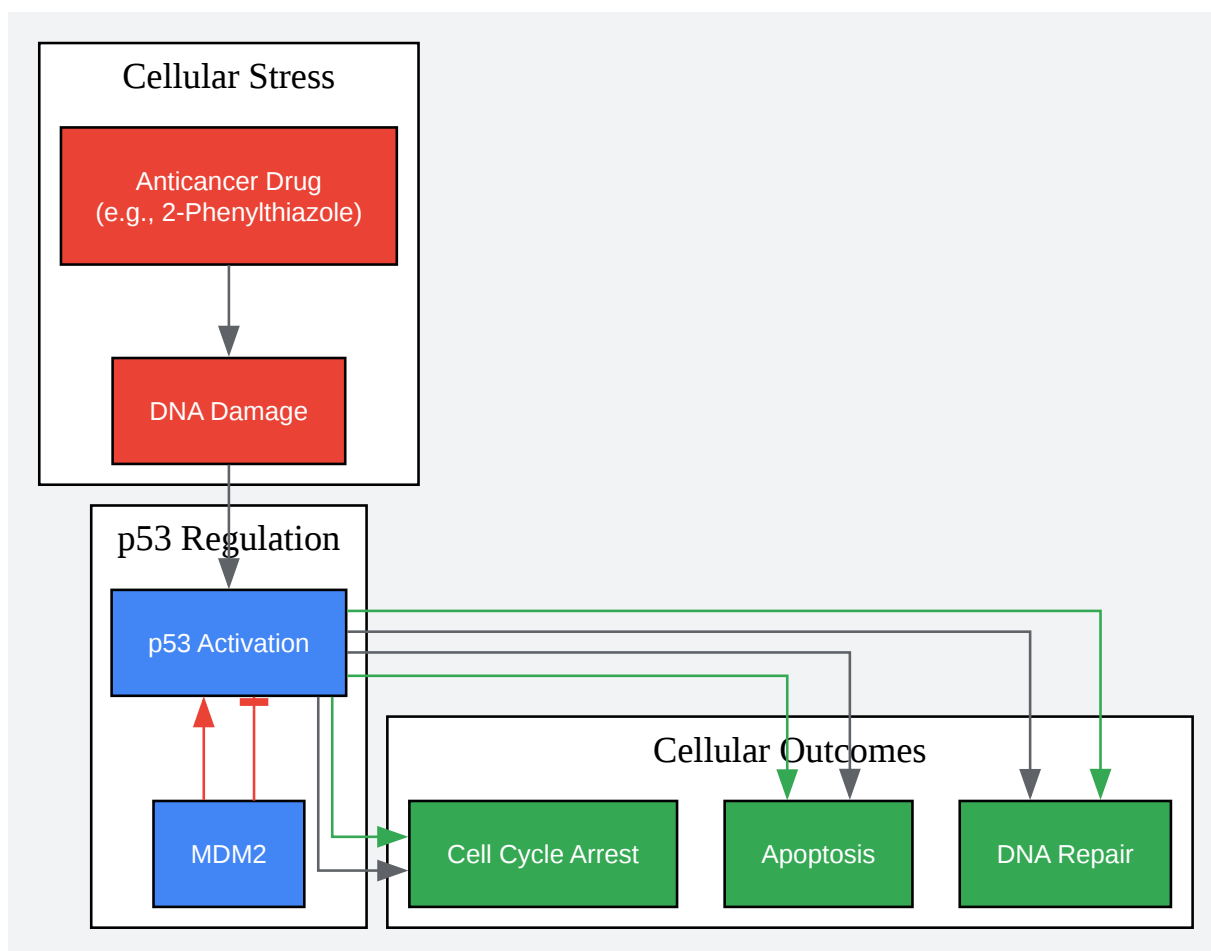 Cellular Stress
Anticancer Drug
(e.g., 2-Phenylthiazole)
DNA Damage
p53 Regulation
p53 Activation
MDM2
Cellular Outcomes
Cell Cycle Arrest
Apoptosis
DNA Repair